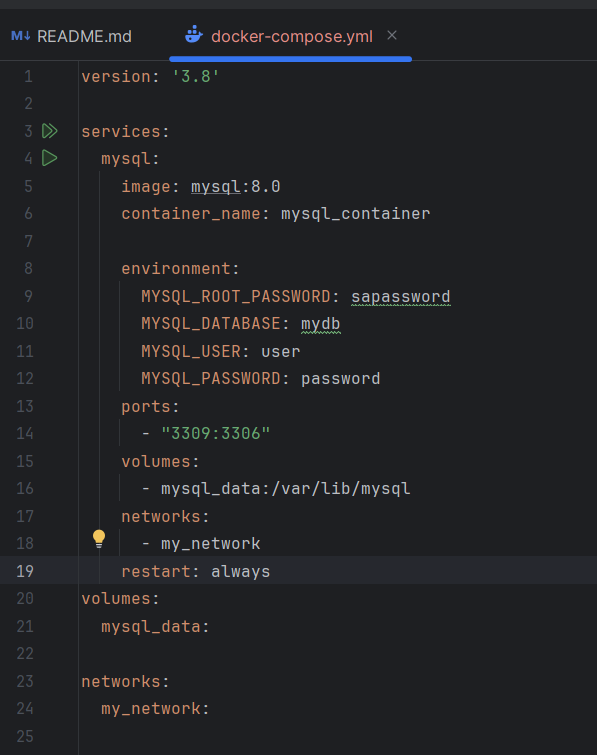 M↓ README.md docker-compose.yml
1 version: '3.8'
2
3 services:
4   mysql:
5     image: mysql:8.0
6     container_name: mysql_container
7
8     environment:
9       MYSQL_ROOT_PASSWORD: sapassword
10       MYSQL_DATABASE: mydb
11       MYSQL_USER: user
12       MYSQL_PASSWORD: password
13     ports:
14       - "3309:3306"
15     volumes:
16       - mysql_data:/var/lib/mysql
17     networks:
18       - my_network
19     restart: always
20 volumes:
21   mysql_data:
22
23 networks:
24   my_network:
25